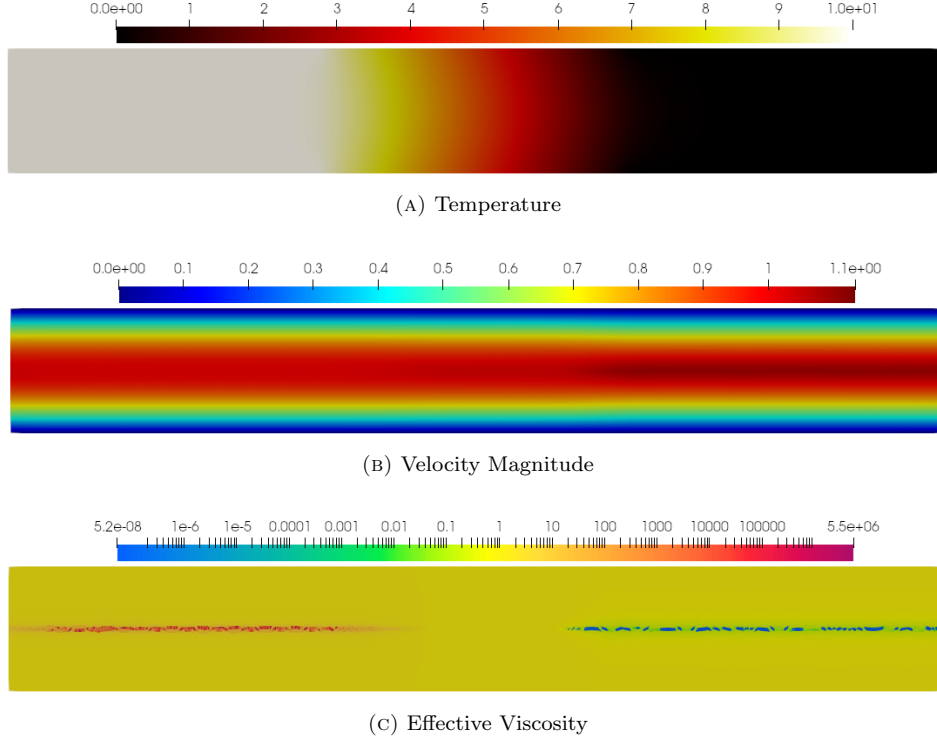 0.0e+00 1 2 3 4 5 6 7 8 9 1.0e+01
(A) Temperature
0.0e+00 0.1 0.2 0.3 0.4 0.5 0.6 0.7 0.8 0.9 1 1.1e+00
(B) Velocity Magnitude
5.2e-08 1e-6 1e-5 0.0001 0.001 0.01 0.1 1 10 100 1000 10000 100000 5.5e+06
(C) Effective Viscosity